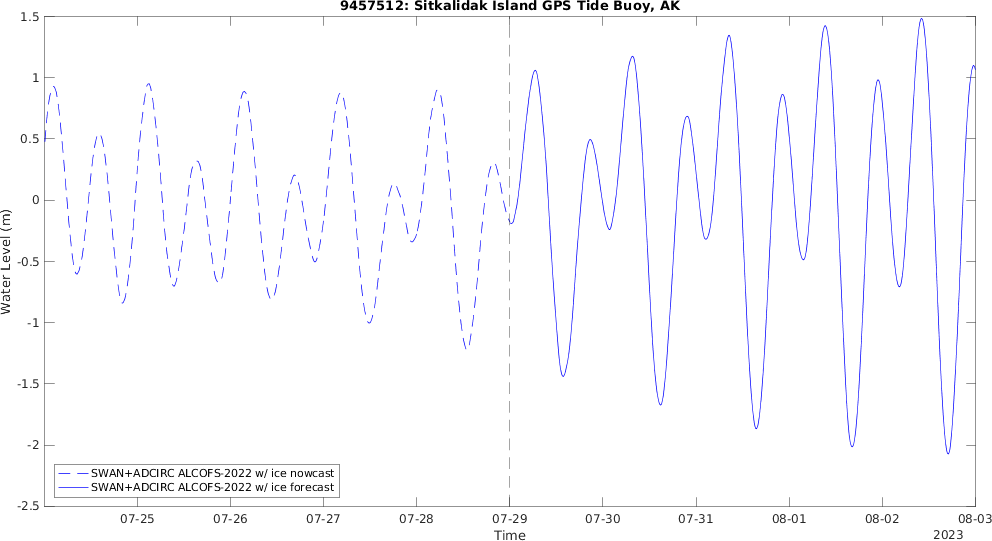 9457512: Sitkalidak Island GPS Tide Buoy, AK
1.5
1
0.5
0
-0.5
-1
-1.5
-2
-2.5
Water Level (m)
SWAN+ADCIRC ALCOFS-2022 w/ ice nowcast
SWAN+ADCIRC ALCOFS-2022 w/ ice forecast
07-25 07-26 07-27 07-28 07-29 07-30 07-31 08-01 08-02 08-03
Time
2023